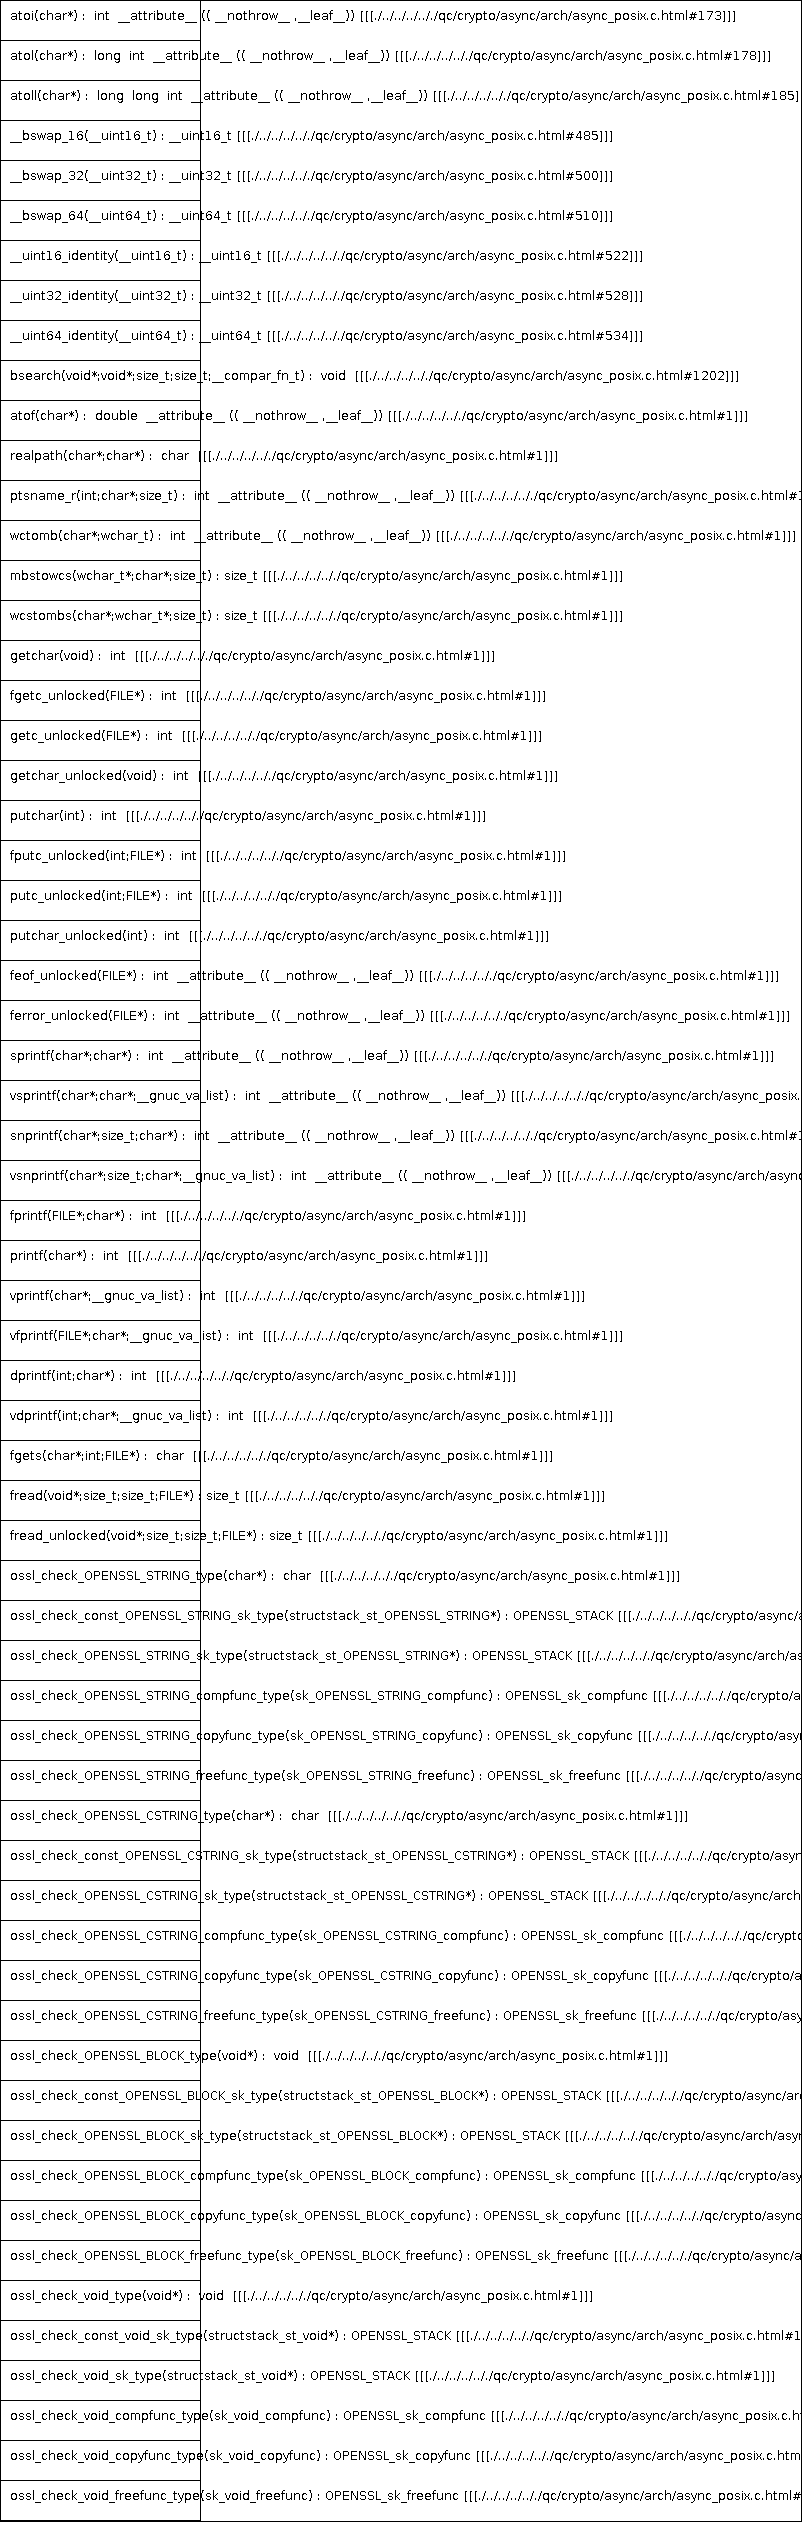 atoi(char*) :  int  __attribute__ (( __nothrow__ ,__leaf__)) [[[./../../../../../qc/crypto/async/arch/async_posix.c.html#173]]]
atol(char*) :  long  int  __attribute__ (( __nothrow__ ,__leaf__)) [[[./../../../../../qc/crypto/async/arch/async_posix.c.html#178]]]
atoll(char*) :  long  long  int  __attribute__ (( __nothrow__ ,__leaf__)) [[[./../../../../../qc/crypto/async/arch/async_posix.c.html#185]
__bswap_16(__uint16_t) : __uint16_t [[[./../../../../../qc/crypto/async/arch/async_posix.c.html#485]]]
__bswap_32(__uint32_t) : __uint32_t [[[./../../../../../qc/crypto/async/arch/async_posix.c.html#500]]]
__bswap_64(__uint64_t) : __uint64_t [[[./../../../../../qc/crypto/async/arch/async_posix.c.html#510]]]
__uint16_identity(__uint16_t) : __uint16_t [[[./../../../../../qc/crypto/async/arch/async_posix.c.html#522]]]
__uint32_identity(__uint32_t) : __uint32_t [[[./../../../../../qc/crypto/async/arch/async_posix.c.html#528]]]
__uint64_identity(__uint64_t) : __uint64_t [[[./../../../../../qc/crypto/async/arch/async_posix.c.html#534]]]
bsearch(void*;void*;size_t;size_t;__compar_fn_t) :  void  [[[./../../../../../qc/crypto/async/arch/async_posix.c.html#1202]]]
atof(char*) :  double  __attribute__ (( __nothrow__ ,__leaf__)) [[[./../../../../../qc/crypto/async/arch/async_posix.c.html#1]]]
realpath(char*;char*) :  char  [[[./../../../../../qc/crypto/async/arch/async_posix.c.html#1]]]
ptsname_r(int;char*;size_t) :  int  __attribute__ (( __nothrow__ ,__leaf__)) [[[./../../../../../qc/crypto/async/arch/async_posix.c.html#1
wctomb(char*;wchar_t) :  int  __attribute__ (( __nothrow__ ,__leaf__)) [[[./../../../../../qc/crypto/async/arch/async_posix.c.html#1]]]
mbstowcs(wchar_t*;char*;size_t) : size_t [[[./../../../../../qc/crypto/async/arch/async_posix.c.html#1]]]
wcstombs(char*;wchar_t*;size_t) : size_t [[[./../../../../../qc/crypto/async/arch/async_posix.c.html#1]]]
getchar(void) :  int  [[[./../../../../../qc/crypto/async/arch/async_posix.c.html#1]]]
fgetc_unlocked(FILE*) :  int  [[[./../../../../../qc/crypto/async/arch/async_posix.c.html#1]]]
getc_unlocked(FILE*) :  int  [[[./../../../../../qc/crypto/async/arch/async_posix.c.html#1]]]
getchar_unlocked(void) :  int  [[[./../../../../../qc/crypto/async/arch/async_posix.c.html#1]]]
putchar(int) :  int  [[[./../../../../../qc/crypto/async/arch/async_posix.c.html#1]]]
fputc_unlocked(int;FILE*) :  int  [[[./../../../../../qc/crypto/async/arch/async_posix.c.html#1]]]
putc_unlocked(int;FILE*) :  int  [[[./../../../../../qc/crypto/async/arch/async_posix.c.html#1]]]
putchar_unlocked(int) :  int  [[[./../../../../../qc/crypto/async/arch/async_posix.c.html#1]]]
feof_unlocked(FILE*) :  int  __attribute__ (( __nothrow__ ,__leaf__)) [[[./../../../../../qc/crypto/async/arch/async_posix.c.html#1]]]
ferror_unlocked(FILE*) :  int  __attribute__ (( __nothrow__ ,__leaf__)) [[[./../../../../../qc/crypto/async/arch/async_posix.c.html#1]]]
sprintf(char*;char*) :  int  __attribute__ (( __nothrow__ ,__leaf__)) [[[./../../../../../qc/crypto/async/arch/async_posix.c.html#1]]]
vsprintf(char*;char*;__gnuc_va_list) :  int  __attribute__ (( __nothrow__ ,__leaf__)) [[[./../../../../../qc/crypto/async/arch/async_posix.
snprintf(char*;size_t;char*) :  int  __attribute__ (( __nothrow__ ,__leaf__)) [[[./../../../../../qc/crypto/async/arch/async_posix.c.html#1
vsnprintf(char*;size_t;char*;__gnuc_va_list) :  int  __attribute__ (( __nothrow__ ,__leaf__)) [[[./../../../../../qc/crypto/async/arch/async
fprintf(FILE*;char*) :  int  [[[./../../../../../qc/crypto/async/arch/async_posix.c.html#1]]]
printf(char*) :  int  [[[./../../../../../qc/crypto/async/arch/async_posix.c.html#1]]]
vprintf(char*;__gnuc_va_list) :  int  [[[./../../../../../qc/crypto/async/arch/async_posix.c.html#1]]]
vfprintf(FILE*;char*;__gnuc_va_list) :  int  [[[./../../../../../qc/crypto/async/arch/async_posix.c.html#1]]]
dprintf(int;char*) :  int  [[[./../../../../../qc/crypto/async/arch/async_posix.c.html#1]]]
vdprintf(int;char*;__gnuc_va_list) :  int  [[[./../../../../../qc/crypto/async/arch/async_posix.c.html#1]]]
fgets(char*;int;FILE*) :  char  [[[./../../../../../qc/crypto/async/arch/async_posix.c.html#1]]]
fread(void*;size_t;size_t;FILE*) : size_t [[[./../../../../../qc/crypto/async/arch/async_posix.c.html#1]]]
fread_unlocked(void*;size_t;size_t;FILE*) : size_t [[[./../../../../../qc/crypto/async/arch/async_posix.c.html#1]]]
ossl_check_OPENSSL_STRING_type(char*) :  char  [[[./../../../../../qc/crypto/async/arch/async_posix.c.html#1]]]
ossl_check_const_OPENSSL_STRING_sk_type(structstack_st_OPENSSL_STRING*) : OPENSSL_STACK [[[./../../../../../qc/crypto/async/a
ossl_check_OPENSSL_STRING_sk_type(structstack_st_OPENSSL_STRING*) : OPENSSL_STACK [[[./../../../../../qc/crypto/async/arch/as
ossl_check_OPENSSL_STRING_compfunc_type(sk_OPENSSL_STRING_compfunc) : OPENSSL_sk_compfunc [[[./../../../../../qc/crypto/a
ossl_check_OPENSSL_STRING_copyfunc_type(sk_OPENSSL_STRING_copyfunc) : OPENSSL_sk_copyfunc [[[./../../../../../qc/crypto/asy
ossl_check_OPENSSL_STRING_freefunc_type(sk_OPENSSL_STRING_freefunc) : OPENSSL_sk_freefunc [[[./../../../../../qc/crypto/async
ossl_check_OPENSSL_CSTRING_type(char*) :  char  [[[./../../../../../qc/crypto/async/arch/async_posix.c.html#1]]]
ossl_check_const_OPENSSL_CSTRING_sk_type(structstack_st_OPENSSL_CSTRING*) : OPENSSL_STACK [[[./../../../../../qc/crypto/asyn
ossl_check_OPENSSL_CSTRING_sk_type(structstack_st_OPENSSL_CSTRING*) : OPENSSL_STACK [[[./../../../../../qc/crypto/async/arch
ossl_check_OPENSSL_CSTRING_compfunc_type(sk_OPENSSL_CSTRING_compfunc) : OPENSSL_sk_compfunc [[[./../../../../../qc/crypto
ossl_check_OPENSSL_CSTRING_copyfunc_type(sk_OPENSSL_CSTRING_copyfunc) : OPENSSL_sk_copyfunc [[[./../../../../../qc/crypto/a
ossl_check_OPENSSL_CSTRING_freefunc_type(sk_OPENSSL_CSTRING_freefunc) : OPENSSL_sk_freefunc [[[./../../../../../qc/crypto/asy
ossl_check_OPENSSL_BLOCK_type(void*) :  void  [[[./../../../../../qc/crypto/async/arch/async_posix.c.html#1]]]
ossl_check_const_OPENSSL_BLOCK_sk_type(structstack_st_OPENSSL_BLOCK*) : OPENSSL_STACK [[[./../../../../../qc/crypto/async/ar
ossl_check_OPENSSL_BLOCK_sk_type(structstack_st_OPENSSL_BLOCK*) : OPENSSL_STACK [[[./../../../../../qc/crypto/async/arch/asy
ossl_check_OPENSSL_BLOCK_compfunc_type(sk_OPENSSL_BLOCK_compfunc) : OPENSSL_sk_compfunc [[[./../../../../../qc/crypto/asy
ossl_check_OPENSSL_BLOCK_copyfunc_type(sk_OPENSSL_BLOCK_copyfunc) : OPENSSL_sk_copyfunc [[[./../../../../../qc/crypto/async
ossl_check_OPENSSL_BLOCK_freefunc_type(sk_OPENSSL_BLOCK_freefunc) : OPENSSL_sk_freefunc [[[./../../../../../qc/crypto/async/a
ossl_check_void_type(void*) :  void  [[[./../../../../../qc/crypto/async/arch/async_posix.c.html#1]]]
ossl_check_const_void_sk_type(structstack_st_void*) : OPENSSL_STACK [[[./../../../../../qc/crypto/async/arch/async_posix.c.html#1
ossl_check_void_sk_type(structstack_st_void*) : OPENSSL_STACK [[[./../../../../../qc/crypto/async/arch/async_posix.c.html#1]]]
ossl_check_void_compfunc_type(sk_void_compfunc) : OPENSSL_sk_compfunc [[[./../../../../../qc/crypto/async/arch/async_posix.c.h
ossl_check_void_copyfunc_type(sk_void_copyfunc) : OPENSSL_sk_copyfunc [[[./../../../../../qc/crypto/async/arch/async_posix.c.htm
ossl_check_void_freefunc_type(sk_void_freefunc) : OPENSSL_sk_freefunc [[[./../../../../../qc/crypto/async/arch/async_posix.c.html#